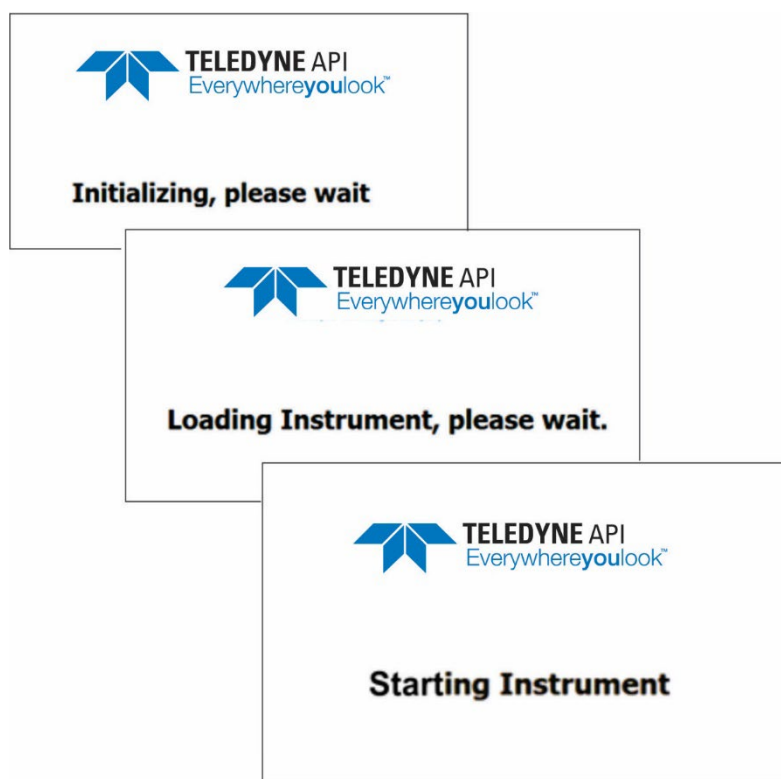 TELEDYNE API
Everywhereyoulook™
Initializing, please wait
TELEDYNE API
Everywhereyoulook™
Loading Instrument, please wait.
TELEDYNE API
Everywhereyoulook™
Starting Instrument